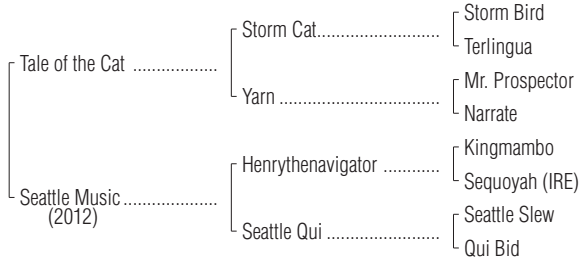 Storm Bird
Storm Cat..............................
Terlingua
Tale of the Cat ..................
Mr. Prospector
Yarn .......................................
Narrate
Kingmambo
Henrythenavigator ..............
Sequoyah (IRE)
Seattle Music ....................
(2012)
Seattle Slew
Seattle Qui ............................
Qui Bid